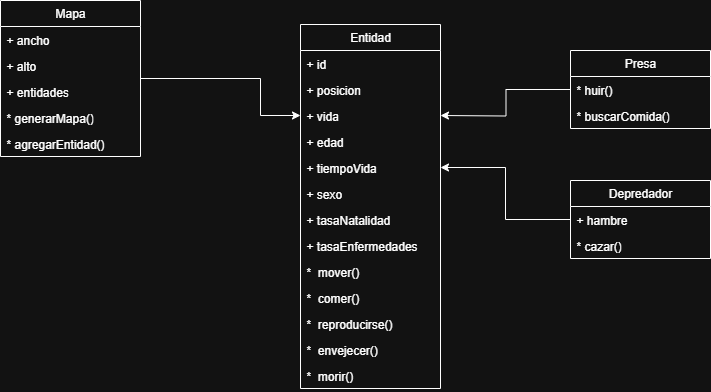 Mapa
+ ancho
+ alto
+ entidades
* generarMapa()
* agregarEntidad()
Entidad
+ id
+ posicion
+ vida
+ edad
+ tiempoVida
+ sexo
+ tasaNatalidad
+ tasaEnfermedades
* mover()
* comer()
* reproducirse()
* envejecer()
* morir()
Presa
* huir()
* buscarComida()
Depredador
+ hambre
* cazar()